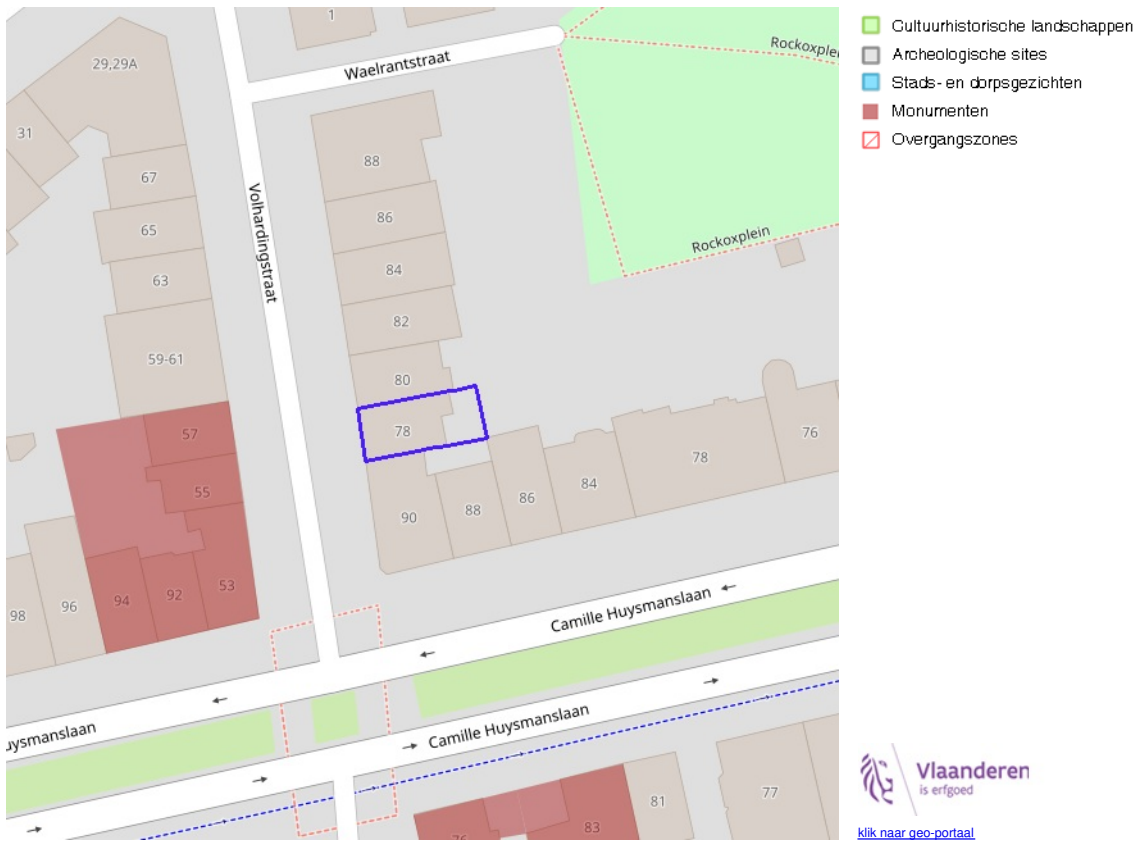 1
29,29A
Waelrantstraat
Rockoxple
31
88
67
Volhardingstraat
86
65
Rockoxplein
84
63
82
59-61
80
57
78
76
78
55
84
86
88
90
53
92
94
96
98
Camille Huysmanslaan
uysmanslaan
Camille Huysmanslaan
81
77
83
76
Cultuurhistorische landschappen
Archeologische sites
Stads- en dorpsgezichten
Monumenten
Overgangszones
Vlaanderen
is erfgoed
klik naar geo-portaal